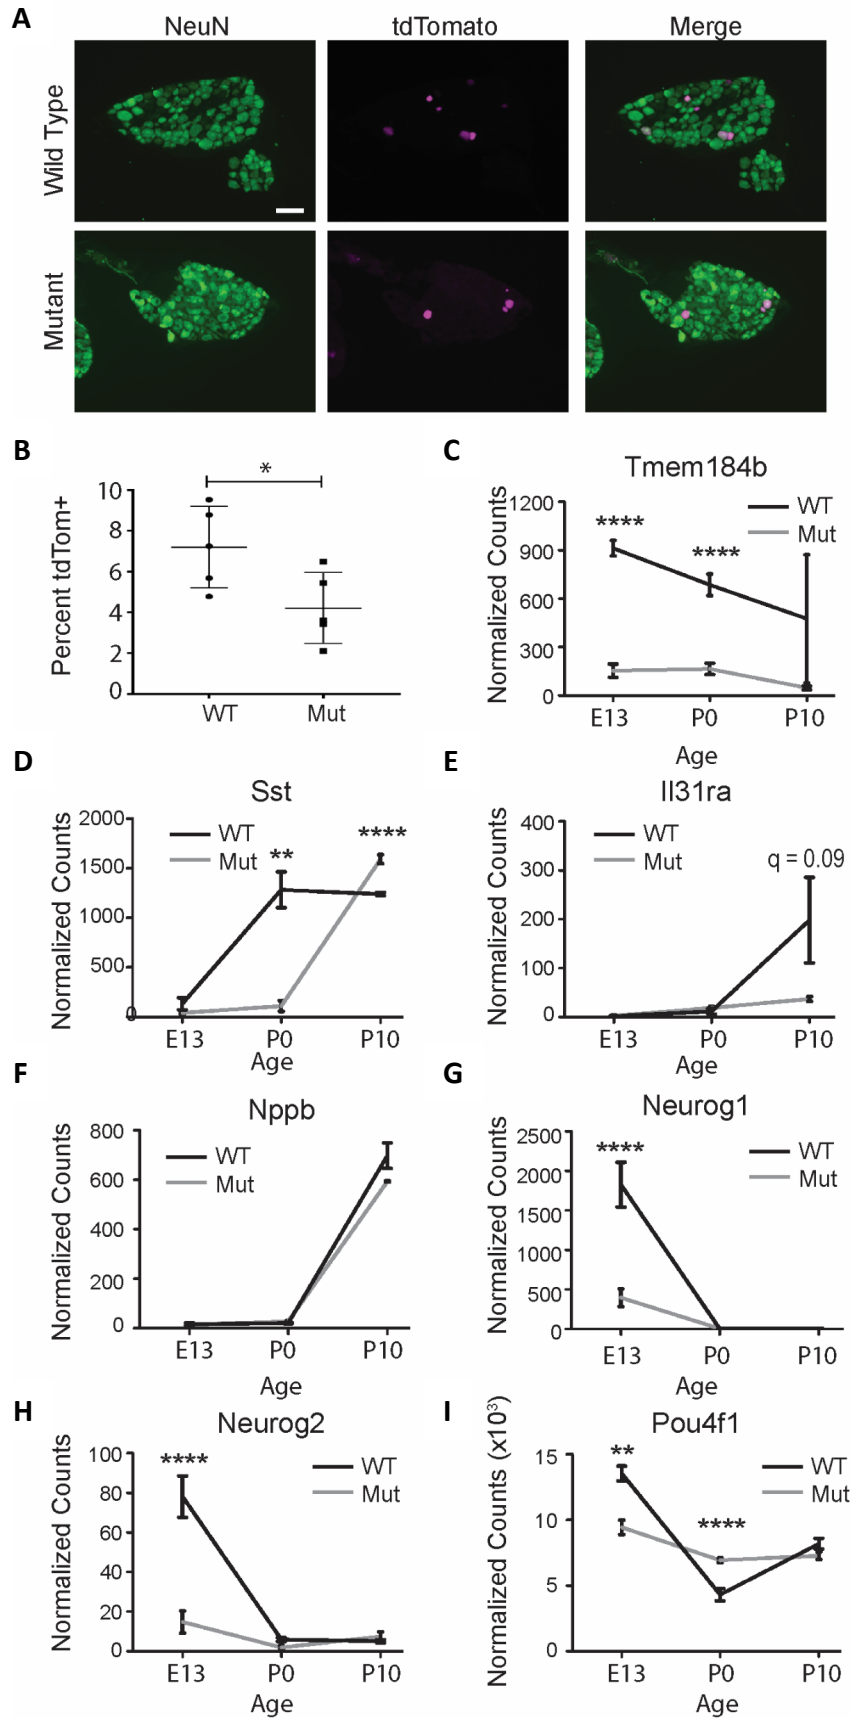 A
NeuN
tdTomato
Merge
Wild Type
Mutant
B
*
Percent tdTom+
10
8
6
4
2
0
WT
Mut
C
Tmem184b
Normalized Counts
1200
900
600
300
0
****
****
WT
Mut
E13
P0
P10
Age
D
Sst
Normalized Counts
2000
1500
1000
500
0
WT
Mut
**
****
E13
P0
P10
Age
E
Il31ra
Normalized Counts
400
300
200
100
0
WT
Mut
q = 0.09
E13
P0
P10
Age
F
Nppb
Normalized Counts
800
600
400
200
0
WT
Mut
E13
P0
P10
Age
G
Neurog1
Normalized Counts
2500
2000
1500
1000
500
0
****
WT
Mut
E13
P0
P10
Age
H
Neurog2
Normalized Counts
100
80
60
40
20
0
****
WT
Mut
E13
P0
P10
Age
I
Pou4f1
Normalized Counts (x10³)
15
10
5
0
**
****
WT
Mut
E13
P0
P10
Age